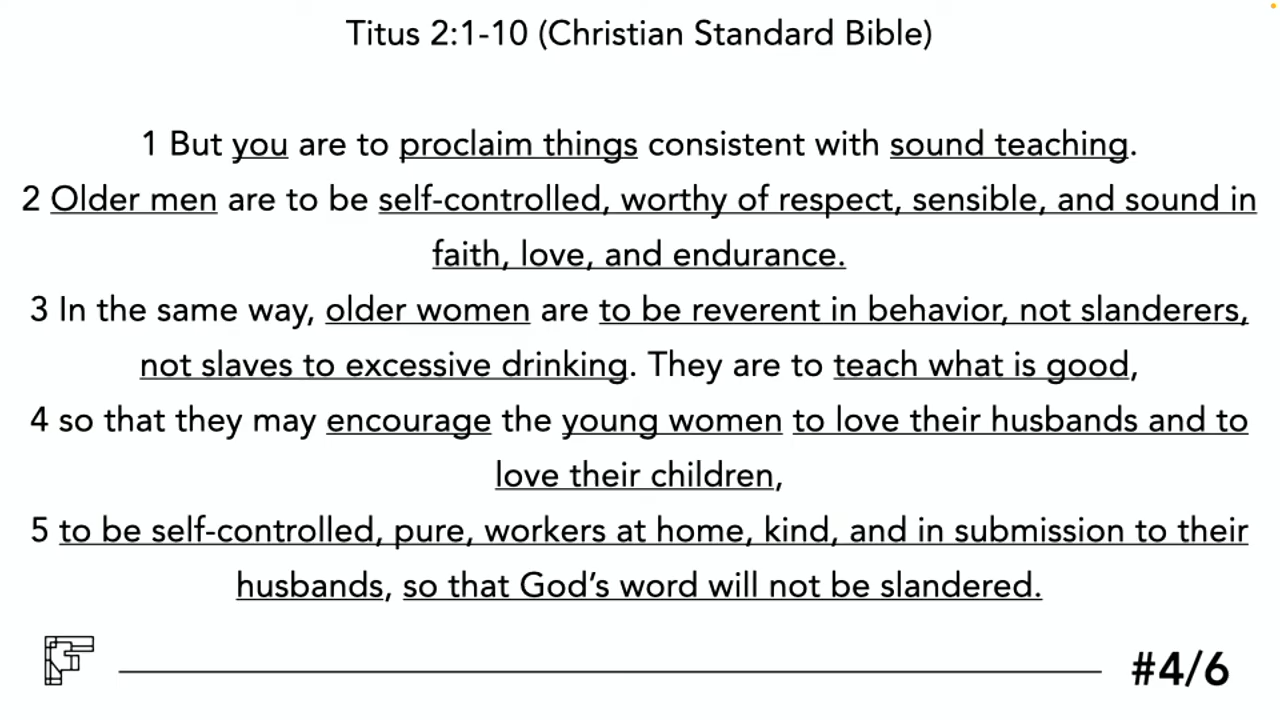 Titus 2:1-10 (Christian Standard Bible)
1 But you are to proclaim things consistent with sound teaching.
2 Older men are to be self-controlled, worthy of respect, sensible, and sound in
faith, love, and endurance.
3 In the same way, older women are to be reverent in behavior, not slanderers,
not slaves to excessive drinking. They are to teach what is good,
4 so that they may encourage the young women to love their husbands and to
love their children,
5 to be self-controlled, pure, workers at home, kind, and in submission to their
husbands, so that God’s word will not be slandered.
#4/6